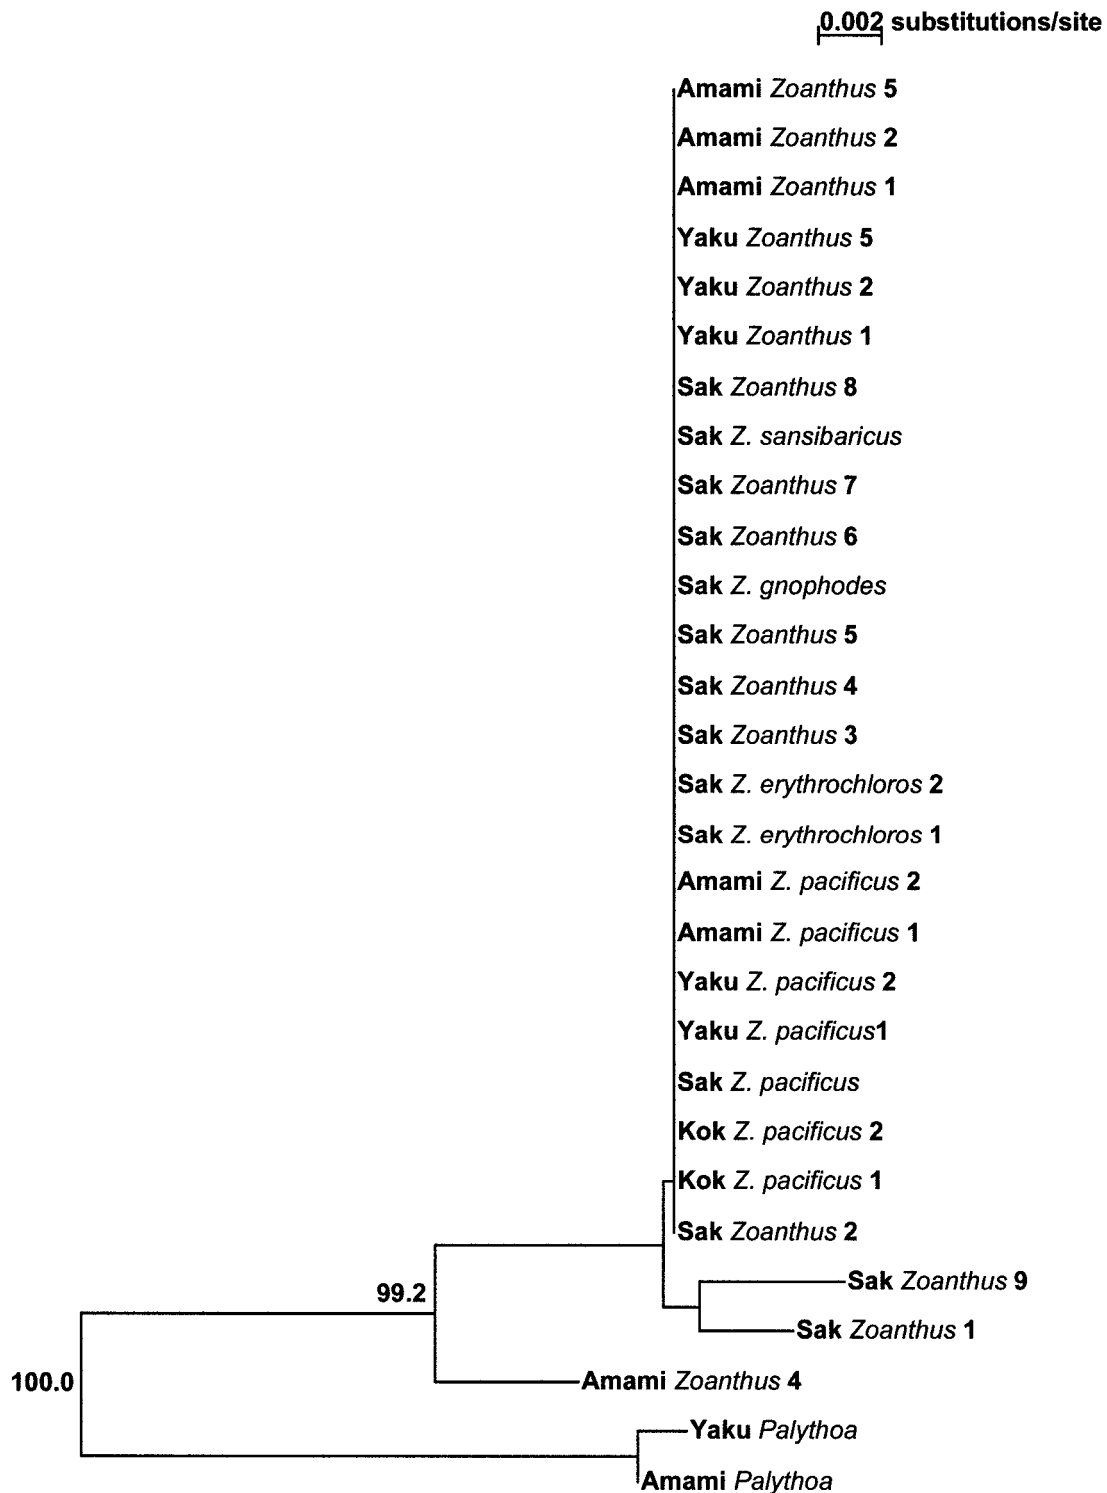 0.002 substitutions/site
Amami Zoanthus 5
Amami Zoanthus 2
Amami Zoanthus 1
Yaku Zoanthus 5
Yaku Zoanthus 2
Yaku Zoanthus 1
Sak Zoanthus 8
Sak Z. sansibaricus
Sak Zoanthus 7
Sak Zoanthus 6
Sak Z. gnophodes
Sak Zoanthus 5
Sak Zoanthus 4
Sak Zoanthus 3
Sak Z. erythrochloros 2
Sak Z. erythrochloros 1
Amami Z. pacificus 2
Amami Z. pacificus 1
Yaku Z. pacificus 2
Yaku Z. pacificus1
Sak Z. pacificus
Kok Z. pacificus 2
Kok Z. pacificus 1
Sak Zoanthus 2
Sak Zoanthus 9
99.2
Sak Zoanthus 1
Amami Zoanthus 4
100.0
Yaku Palythoa
Amami Palythoa